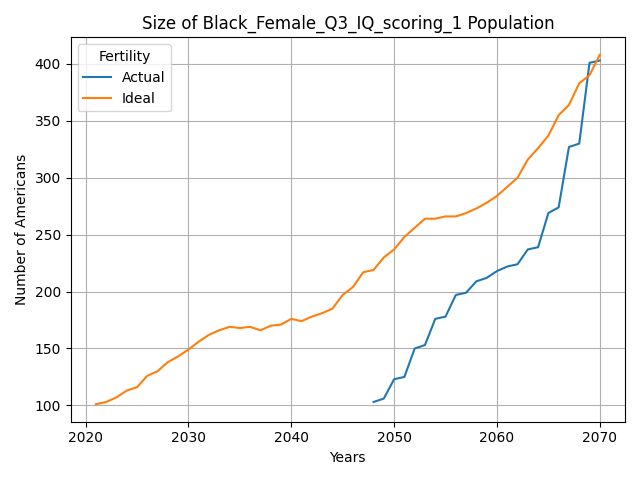 Size of Black_Female_Q3_IQ_scoring_1 Population
Fertility
Actual
Ideal
Number of Americans
400
350
300
250
200
150
100
2020 2030 2040 2050 2060 2070
Years